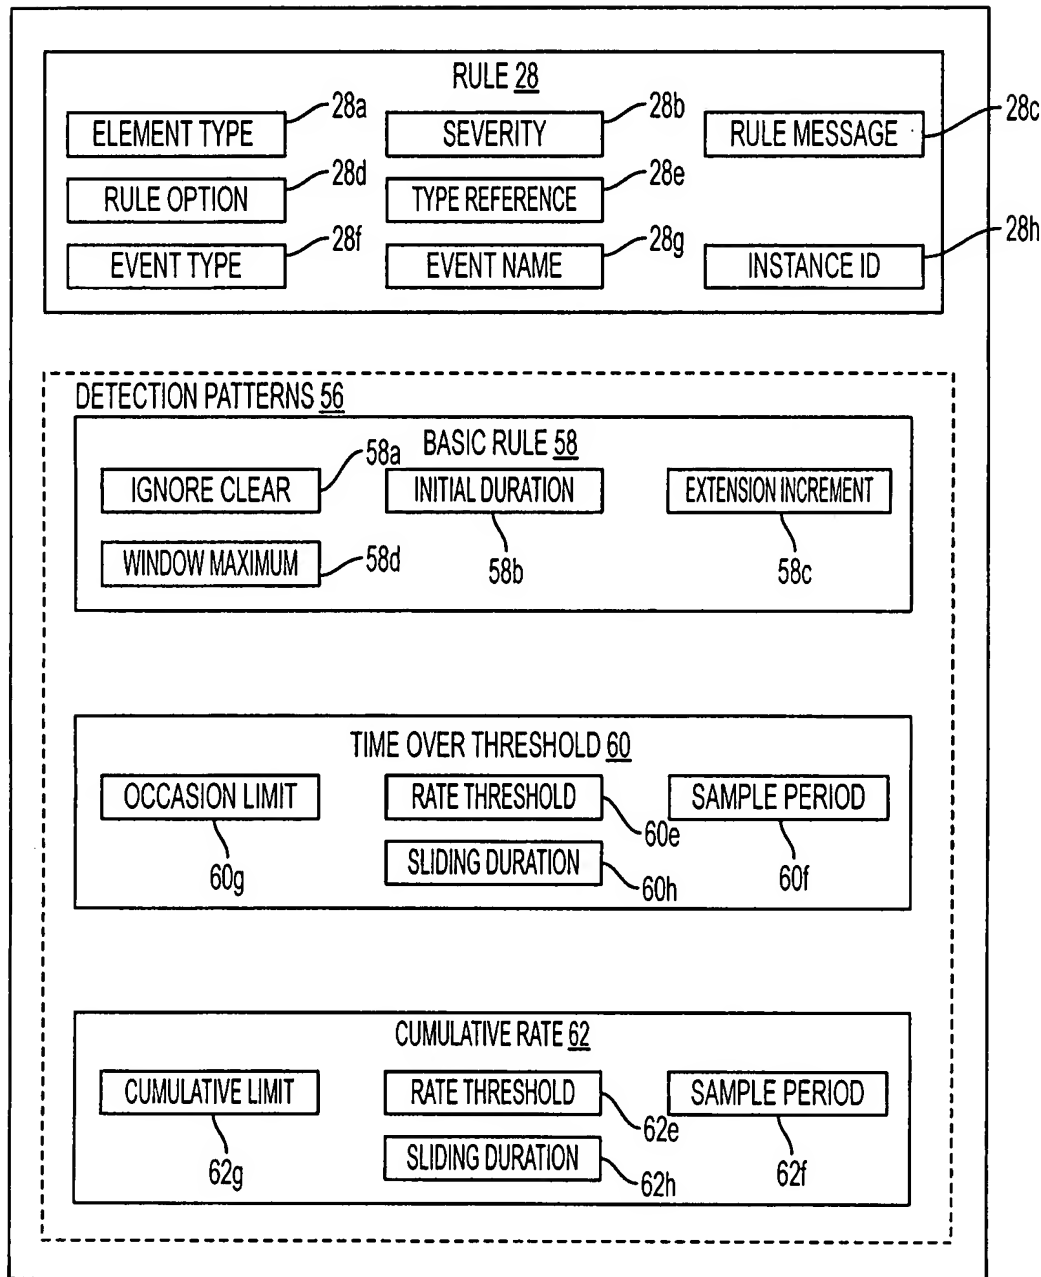 RULE 28
28a
28b
28c
ELEMENT TYPE
SEVERITY
RULE MESSAGE
28d
28e
RULE OPTION
TYPE REFERENCE
28f
28g
28h
EVENT TYPE
EVENT NAME
INSTANCE ID
DETECTION PATTERNS 56
BASIC RULE 58
58a
IGNORE CLEAR
INITIAL DURATION
EXTENSION INCREMENT
WINDOW MAXIMUM
58d
58b
58c
TIME OVER THRESHOLD 60
OCCASION LIMIT
RATE THRESHOLD
SAMPLE PERIOD
60e
SLIDING DURATION
60g
60h
60f
CUMULATIVE RATE 62
CUMULATIVE LIMIT
RATE THRESHOLD
SAMPLE PERIOD
62e
SLIDING DURATION
62g
62h
62f